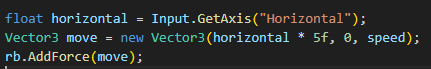 float horizontal = Input.GetAxis("Horizontal");
Vector3 move = new Vector3(horizontal * 5f, 0, speed);
rb.AddForce(move);